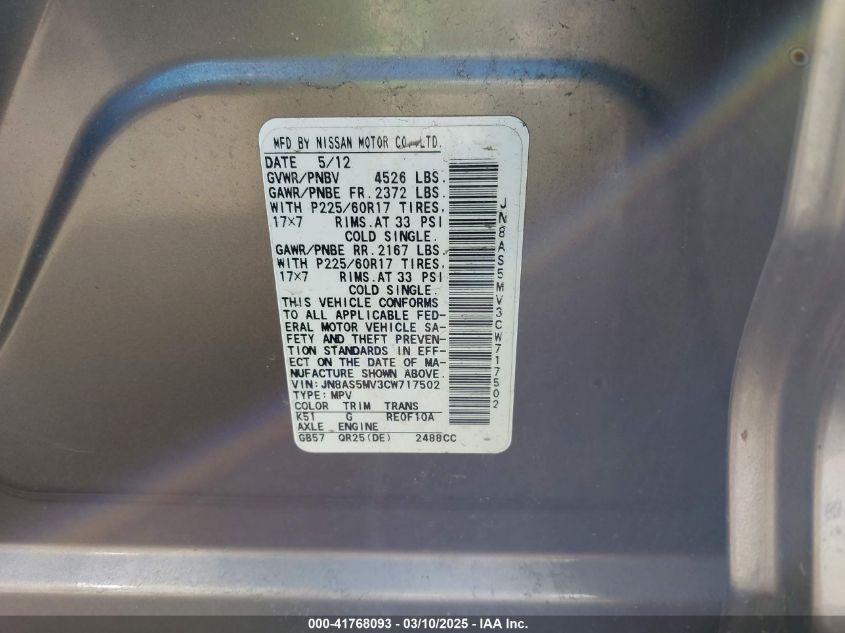 MFD BY NISSAN MOTOR CO.,LTD.
DATE 5/12
GVWR/PNBV 4526 LBS.
GAWR/PNBE FR.2372 LBS.
WITH P225/60R17 TIRES,
17×7 RIMS.AT 33 PSI
COLD SINGLE.
GAWR/PNBE RR.2167 LBS.
WITH P225/60R17 TIRES,
17×7 RIMS.AT 33 PSI
COLD SINGLE.
THIS VEHICLE CONFORMS
TO ALL APPLICABLE FED-
ERAL MOTOR VEHICLE SA-
FETY AND THEFT PREVEN-
TION STANDARDS IN EFF-
ECT ON THE DATE OF MA-
NUFACTURE SHOWN ABOVE.
VIN: JN8AS5MV3CW717502
TYPE: MPV
COLOR TRIM TRANS
K51 G RE0F10A
AXLE ENGINE
GB57 QR25(DE) 2488CC
JN8AS5MV3CW717502
000-41768093 — 03/10/2025 — IAA Inc.